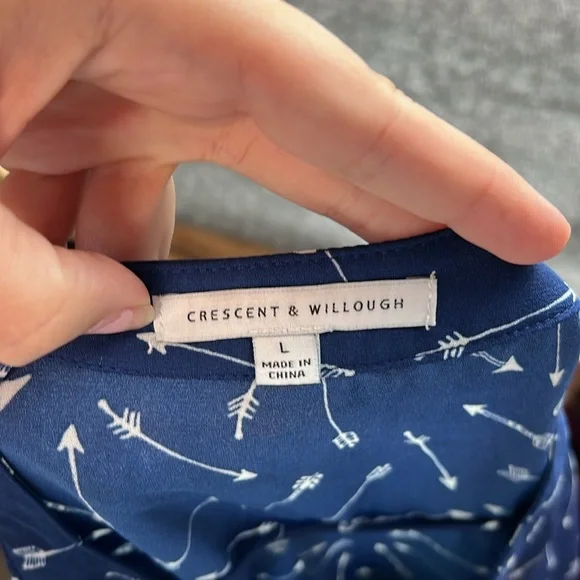 CRESCENT & WILLOUGH
L
MADE IN
CHINA